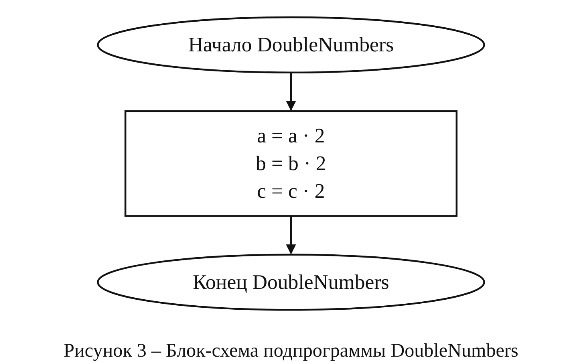 Начало DoubleNumbers
a = a · 2
b = b · 2
c = c · 2
Конец DoubleNumbers
Рисунок 3 – Блок-схема подпрограммы DoubleNumbers